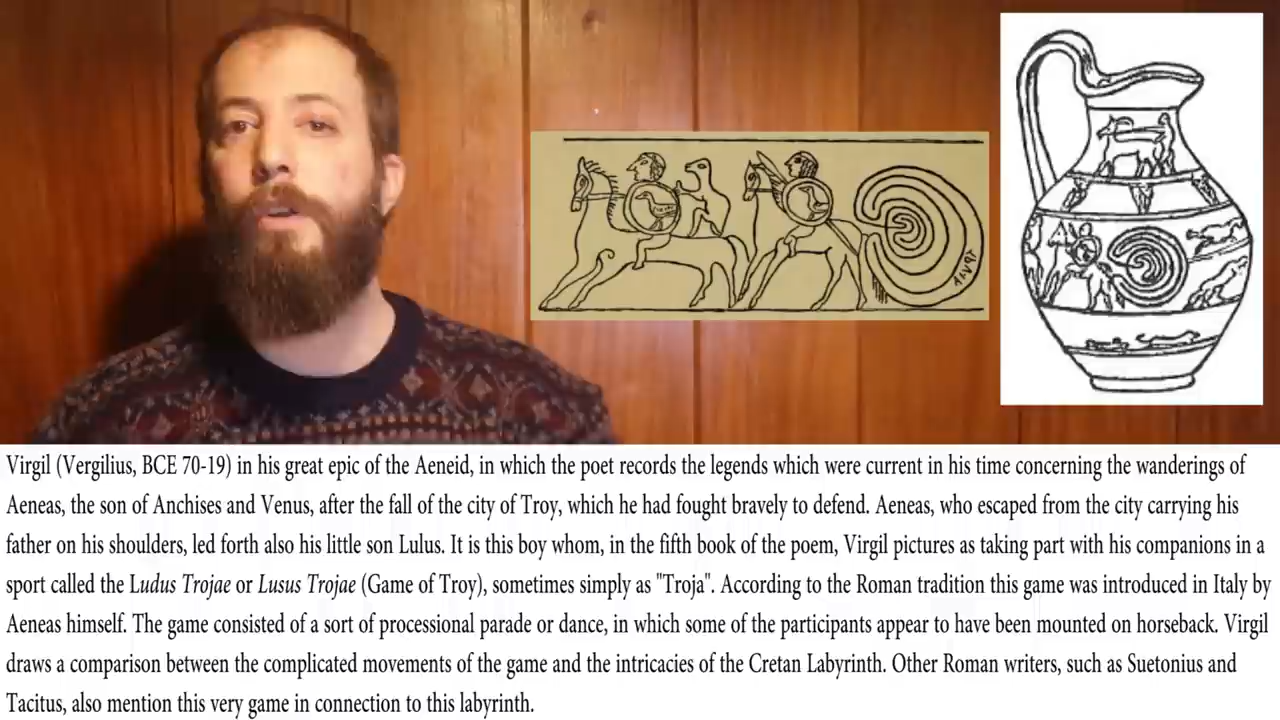 AIVQT
Virgil (Vergilius, BCE 70-19) in his great epic of the Aeneid, in which the poet records the legends which were current in his time concerning the wanderings of
Aeneas, the son of Anchises and Venus, after the fall of the city of Troy, which he had fought bravely to defend. Aeneas, who escaped from the city carrying his
father on his shoulders, led forth also his little son Lulus. It is this boy whom, in the fifth book of the poem, Virgil pictures as taking part with his companions in a
sport called the Ludus Trojae or Lusus Trojae (Game of Troy), sometimes simply as "Troja". According to the Roman tradition this game was introduced in Italy by
Aeneas himself. The game consisted of a sort of processional parade or dance, in which some of the participants appear to have been mounted on horseback. Virgil
draws a comparison between the complicated movements of the game and the intricacies of the Cretan Labyrinth. Other Roman writers, such as Suetonius and
Tacitus, also mention this very game in connection to this labyrinth.